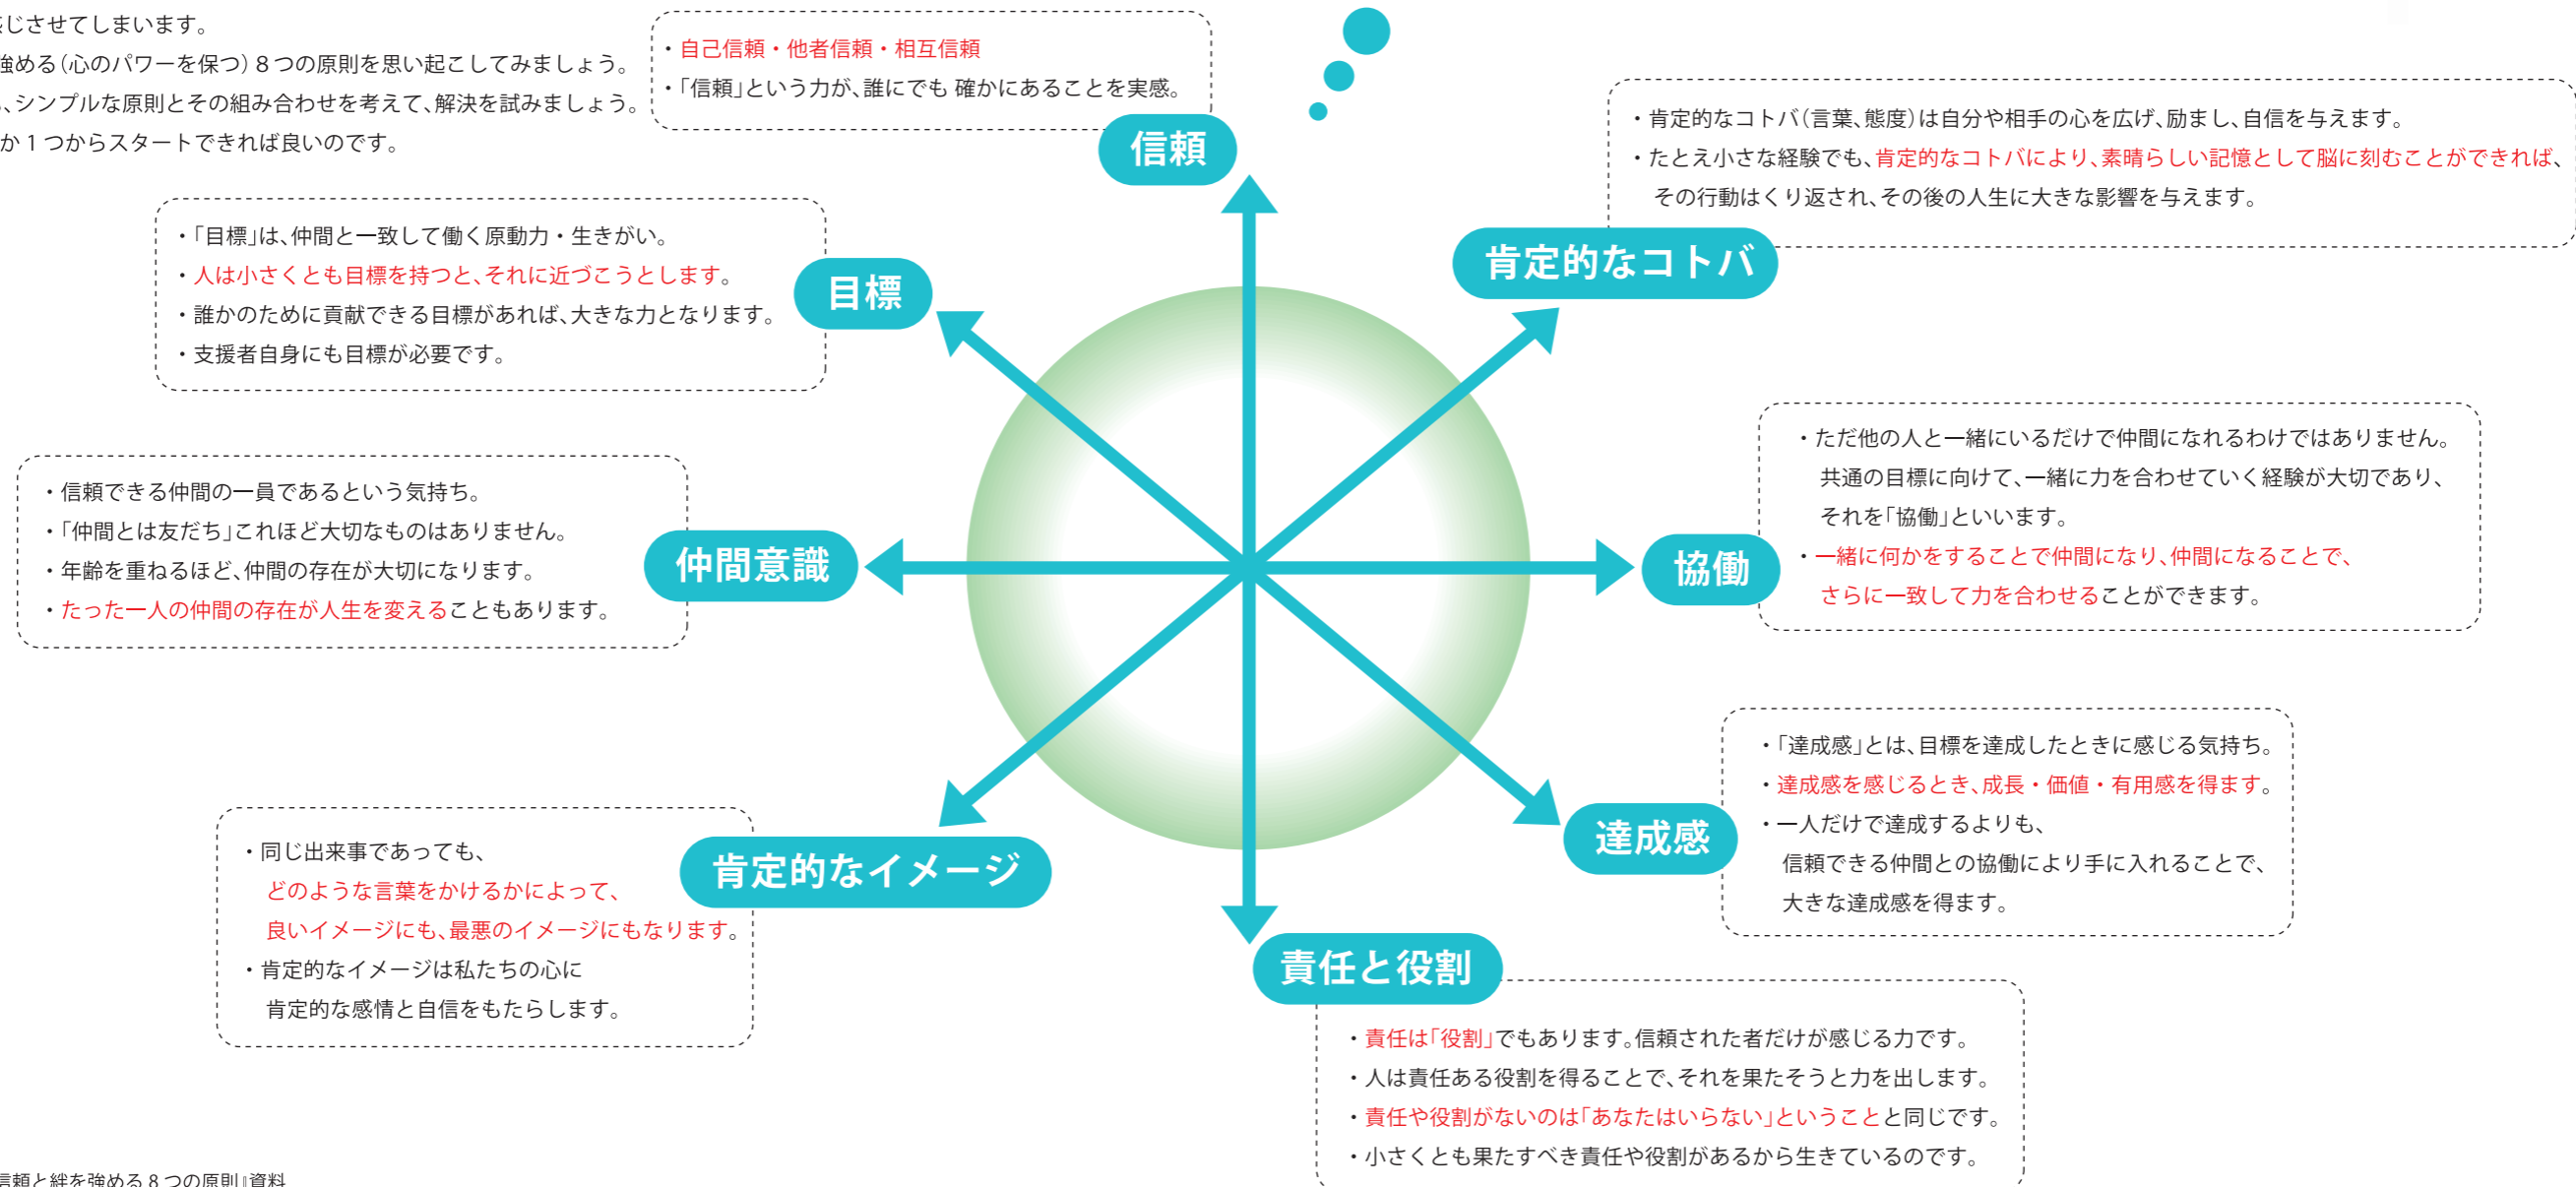 感じさせてしまいます。
強める（心のパワーを保つ）８つの原則を思い起こしてみましょう。
、シンプルな原則とその組み合わせを考えて、解決を試みましょう。
か１つからスタートできれば良いのです。
・自己信頼・他者信頼・相互信頼
・「信頼」という力が、誰にでも 確かにあることを実感。
信頼
・肯定的なコトバ（言葉、態度）は自分や相手の心を広げ、励まし、自信を与えます。
・たとえ小さな経験でも、肯定的なコトバにより、素晴らしい記憶として脳に刻むことができれば、
その行動はくり返され、その後の人生に大きな影響を与えます。
肯定的なコトバ
・「目標」は、仲間と一致して働く原動力・生きがい。
・人は小さくとも目標を持つと、それに近づこうとします。
・誰かのために貢献できる目標があれば、大きな力となります。
・支援者自身にも目標が必要です。
目標
・ただ他の人と一緒にいるだけで仲間になれるわけではありません。
共通の目標に向けて、一緒に力を合わせていく経験が大切であり、
それを「協働」といいます。
・一緒に何かをすることで仲間になり、仲間になることで、
さらに一致して力を合わせることができます。
協働
・信頼できる仲間の一員であるという気持ち。
・「仲間とは友だち」これほど大切なものはありません。
・年齢を重ねるほど、仲間の存在が大切になります。
・たった一人の仲間の存在が人生を変えることもあります。
仲間意識
・「達成感」とは、目標を達成したときに感じる気持ち。
・達成感を感じるとき、成長・価値・有用感を得ます。
・一人だけで達成するよりも、
信頼できる仲間との協働により手に入れることで、
大きな達成感を得ます。
達成感
・同じ出来事であっても、
どのような言葉をかけるかによって、
良いイメージにも、最悪のイメージにもなります。
・肯定的なイメージは私たちの心に
肯定的な感情と自信をもたらします。
肯定的なイメージ
責任と役割
・責任は「役割」でもあります。信頼された者だけが感じる力です。
・人は責任ある役割を得ることで、それを果たそうと力を出します。
・責任や役割がないのは「あなたはいらない」ということと同じです。
・小さくとも果たすべき責任や役割があるから生きているのです。
信頼と絆を強める 8 つの原則』資料